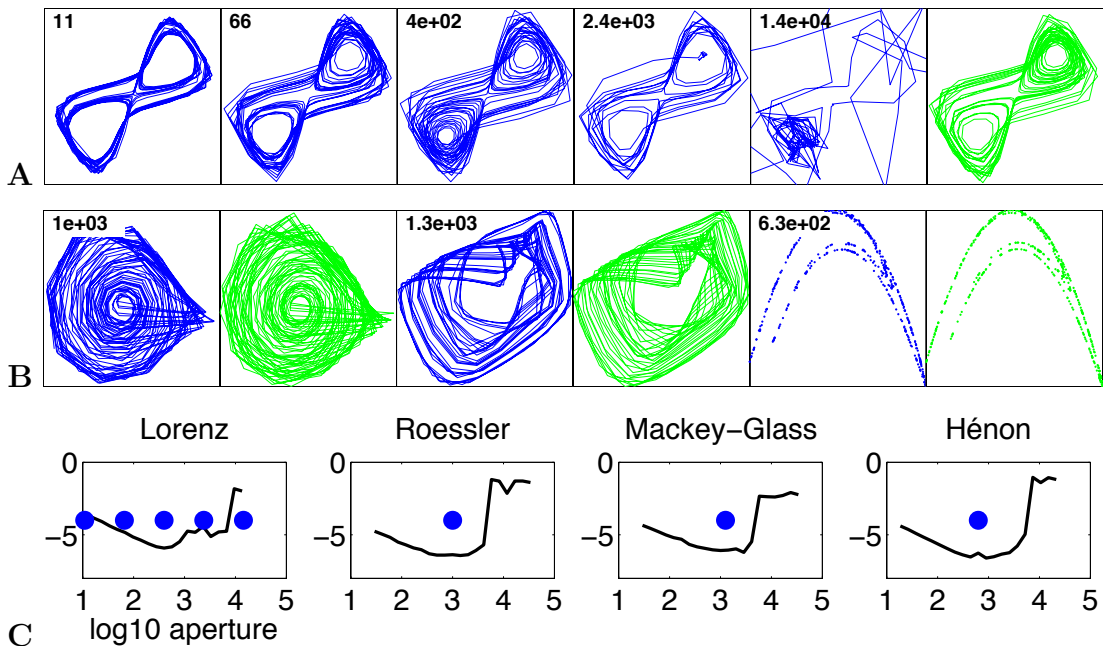 11 66 4e+02 2.4e+03 1.4e+04
A
1e+03 1.3e+03 6.3e+02
B
Lorenz Roessler Mackey–Glass Hénon
0 0 0 0
−5 −5 −5 −5
1 2 3 4 5 1 2 3 4 5 1 2 3 4 5 1 2 3 4 5
C log10 aperture